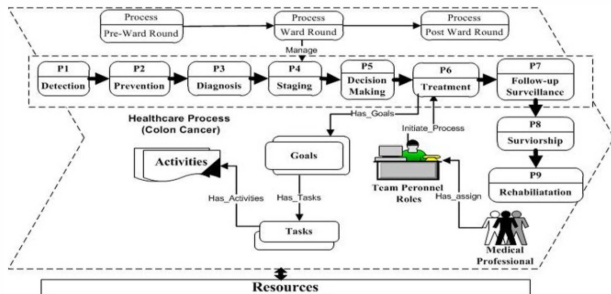 Process
Pre-Ward Round
Process
Ward Round
Process
Post Ward Round
Manage
P1
Detection
P2
Prevention
P3
Diagnosis
P4
Staging
P5
Decision
Making
P6
Treatment
P7
Follow-up
Surveillance
Has_Goals
Initiate_Process
P8
Surviorship
P9
Rehabiliatation
Healthcare Process
(Colon Cancer)
Activities
Goals
Has_Activities
Has_Tasks
Tasks
Team Peronnel
Roles
Has_assign
Medical
Professional
Resources